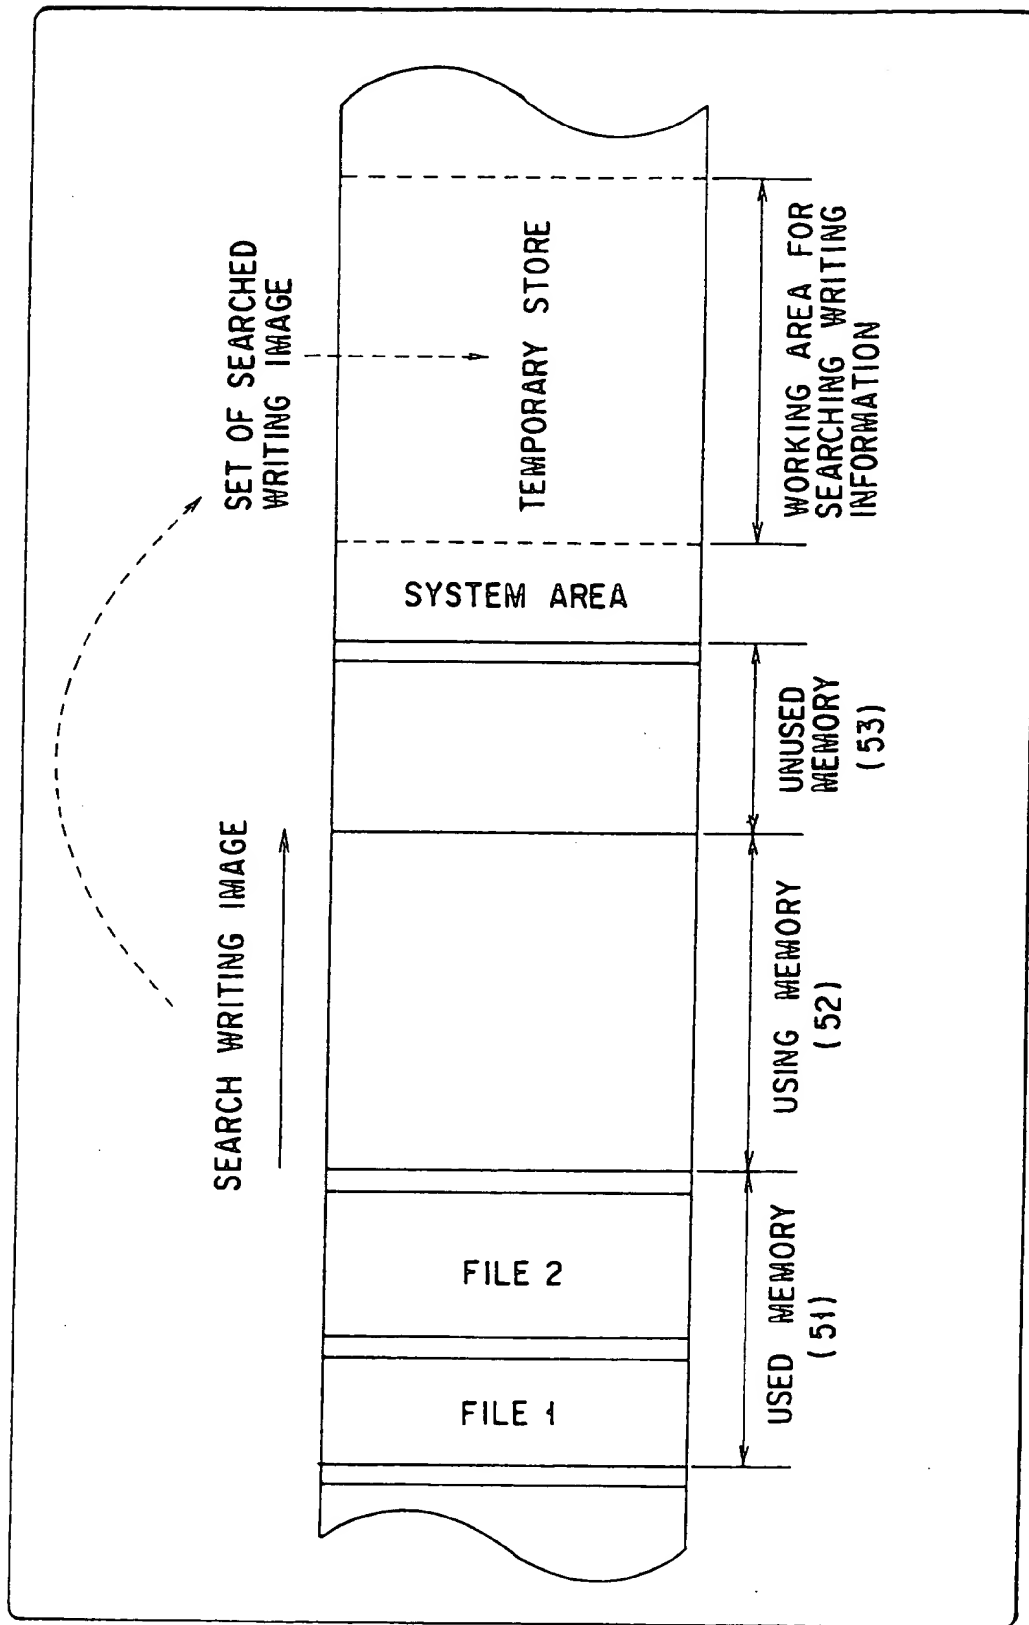 SEARCH WRITING IMAGE
SET OF SEARCHED
WRITING IMAGE
FILE 1
FILE 2
SYSTEM AREA
TEMPORARY STORE
USED MEMORY
(51)
USING MEMORY
(52)
UNUSED
MEMORY
(53)
WORKING AREA FOR
SEARCHING WRITING
INFORMATION